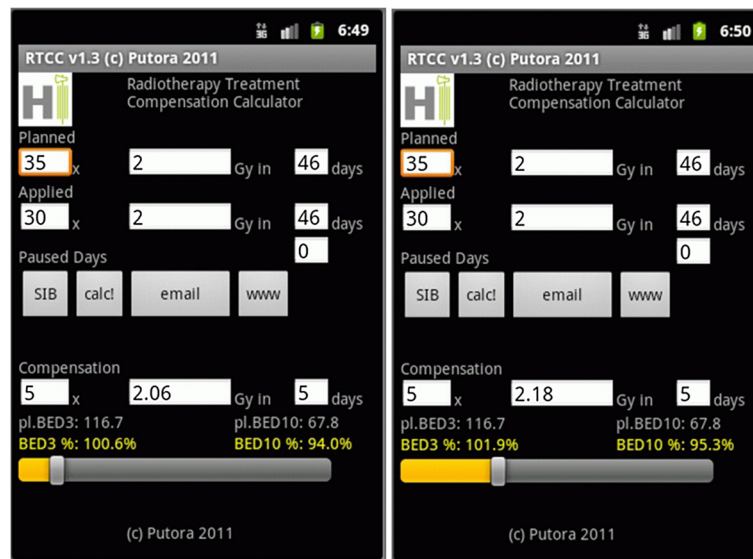 3G 6:49
RTCC v1.3 (c) Putora 2011
HI
Radiotherapy Treatment
Compensation Calculator
Planned
35 x 2 Gy in 46 days
Applied
30 x 2 Gy in 46 days
0
Paused Days
SIB calc! email www
Compensation
5 x 2.06 Gy in 5 days
pl.BED3: 116.7 pl.BED10: 67.8
BED3 %: 100.6% BED10 %: 94.0%
(c) Putora 2011
3G 6:50
RTCC v1.3 (c) Putora 2011
HI
Radiotherapy Treatment
Compensation Calculator
Planned
35 x 2 Gy in 46 days
Applied
30 x 2 Gy in 46 days
0
Paused Days
SIB calc! email www
Compensation
5 x 2.18 Gy in 5 days
pl.BED3: 116.7 pl.BED10: 67.8
BED3 %: 101.9% BED10 %: 95.3%
(c) Putora 2011